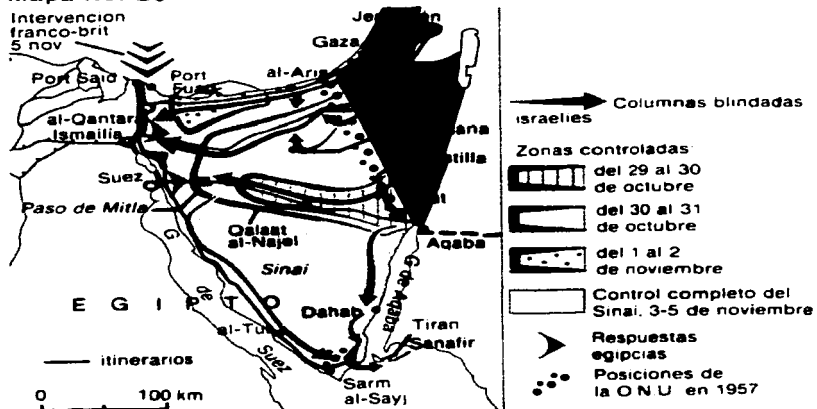 Intervencion
franco-brit
5 nov
Port Said
Port
Fuad
Gaza
al-Aris
al-Qantara
Ismailia
Suez
Paso de Mitla
Qalaat
al-Najel
Sinai
Aqaba
G de Aqaba
Dahab
Tiran
Sanafir
EGIPTO
al-Tur
G de Suez
Sarm
al-Sayj
itinerarios
0 100 km
Columnas blindadas
israelies
Zonas controladas:
del 29 al 30
de octubre
del 30 al 31
de octubre
del 1 al 2
de noviembre
Control completo del
Sinai, 3-5 de noviembre
Respuestas
egipcias
Posiciones de
la O.N.U. en 1957